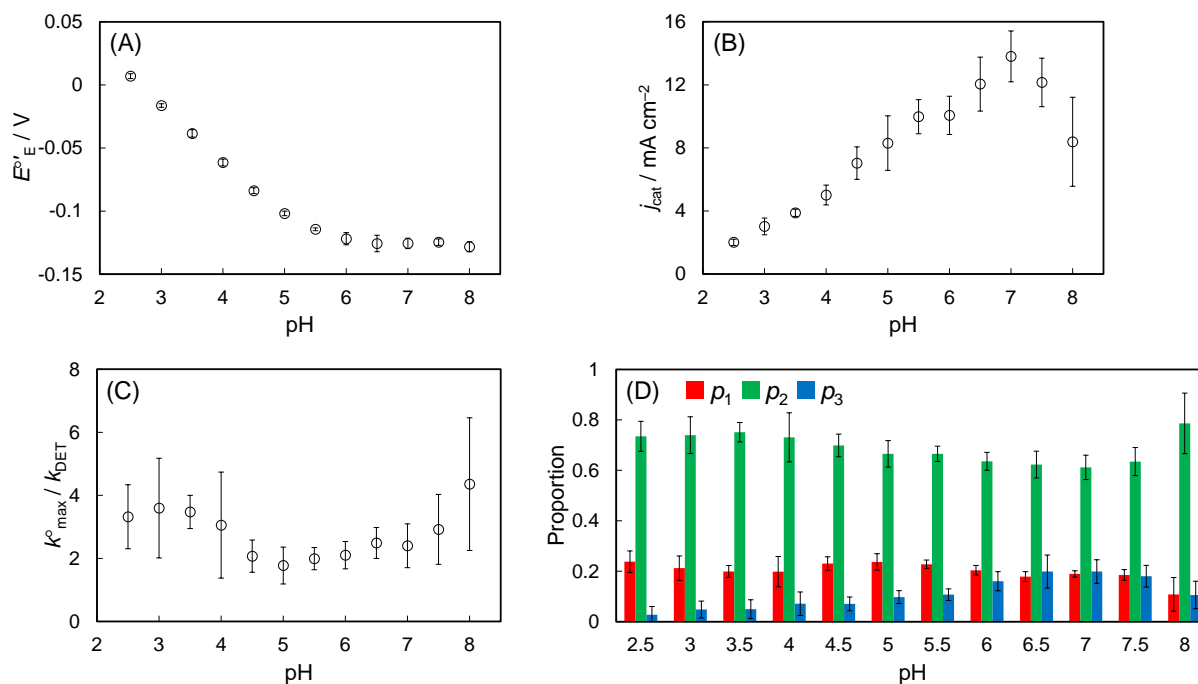 (A)
0.05
0
-0.05
-0.1
-0.15
E°′E / V
2 3 4 5 6 7 8
pH
(B)
16
12
8
4
0
jcat / mA cm⁻²
2 3 4 5 6 7 8
pH
(C)
8
6
4
2
0
k°max / kDET
2 3 4 5 6 7 8
pH
(D)
p1 p2 p3
1
0.8
0.6
0.4
0.2
0
Proportion
2.5 3 3.5 4 4.5 5 5.5 6 6.5 7 7.5 8
pH